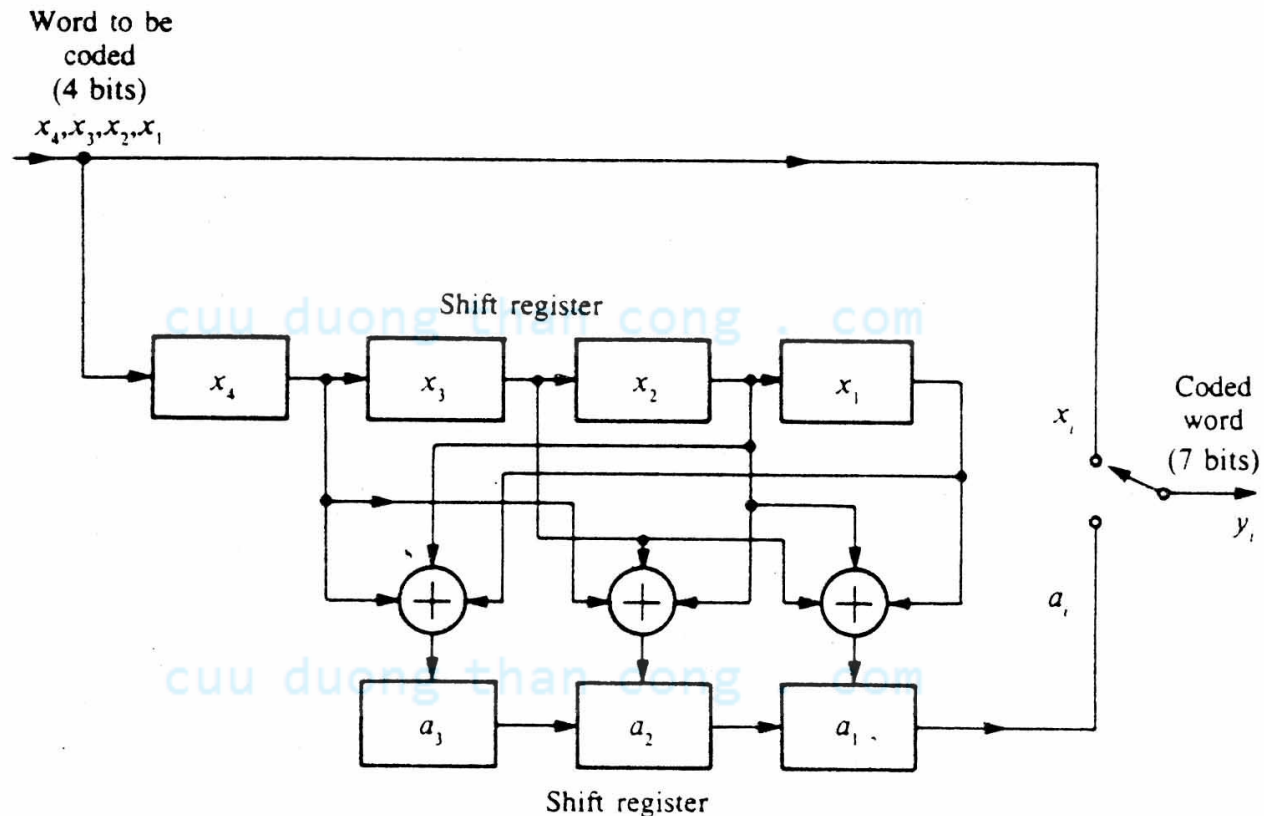 Word to be
coded
(4 bits)
x₄,x₃,x₂,x₁
cuu duong than cong . com
Shift register
x₄
x₃
x₂
x₁
Coded
word
(7 bits)
xᵢ
yᵢ
+
+
+
aᵢ
cuu duong than cong . com
a₃
a₂
a₁
Shift register